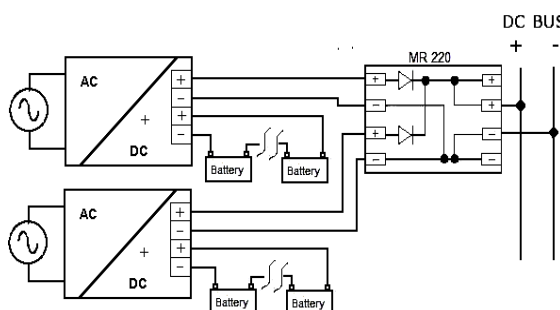 DC BUS
+ -
MR 220
AC
+
DC
+
-
+
-
Battery
Battery
+
-
+
-
+
+
-
-
AC
+
DC
+
-
+
-
Battery
Battery